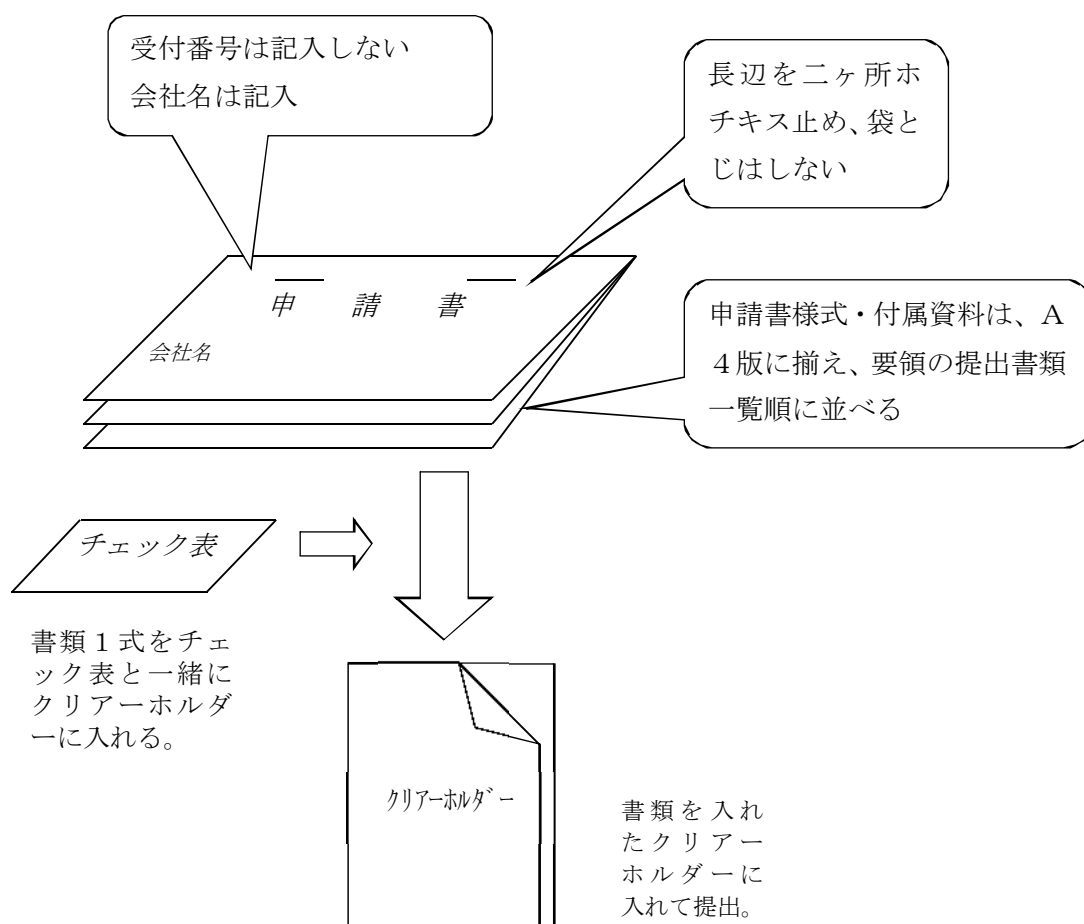 受付番号は記入しない
会社名は記入
長辺を二ヶ所ホ
チキス止め、袋と
じはしない
申　請　書
会社名
申請書様式・付属資料は、A
４版に揃え、要領の提出書類
一覧順に並べる
チェック表
書類１式をチェ
ック表と一緒に
クリアーホルダ
ーに入れる。
ｸﾘｱｰﾎﾙﾀﾞｰ
書類を入れ
たクリアー
ホルダーに
入れて提出。